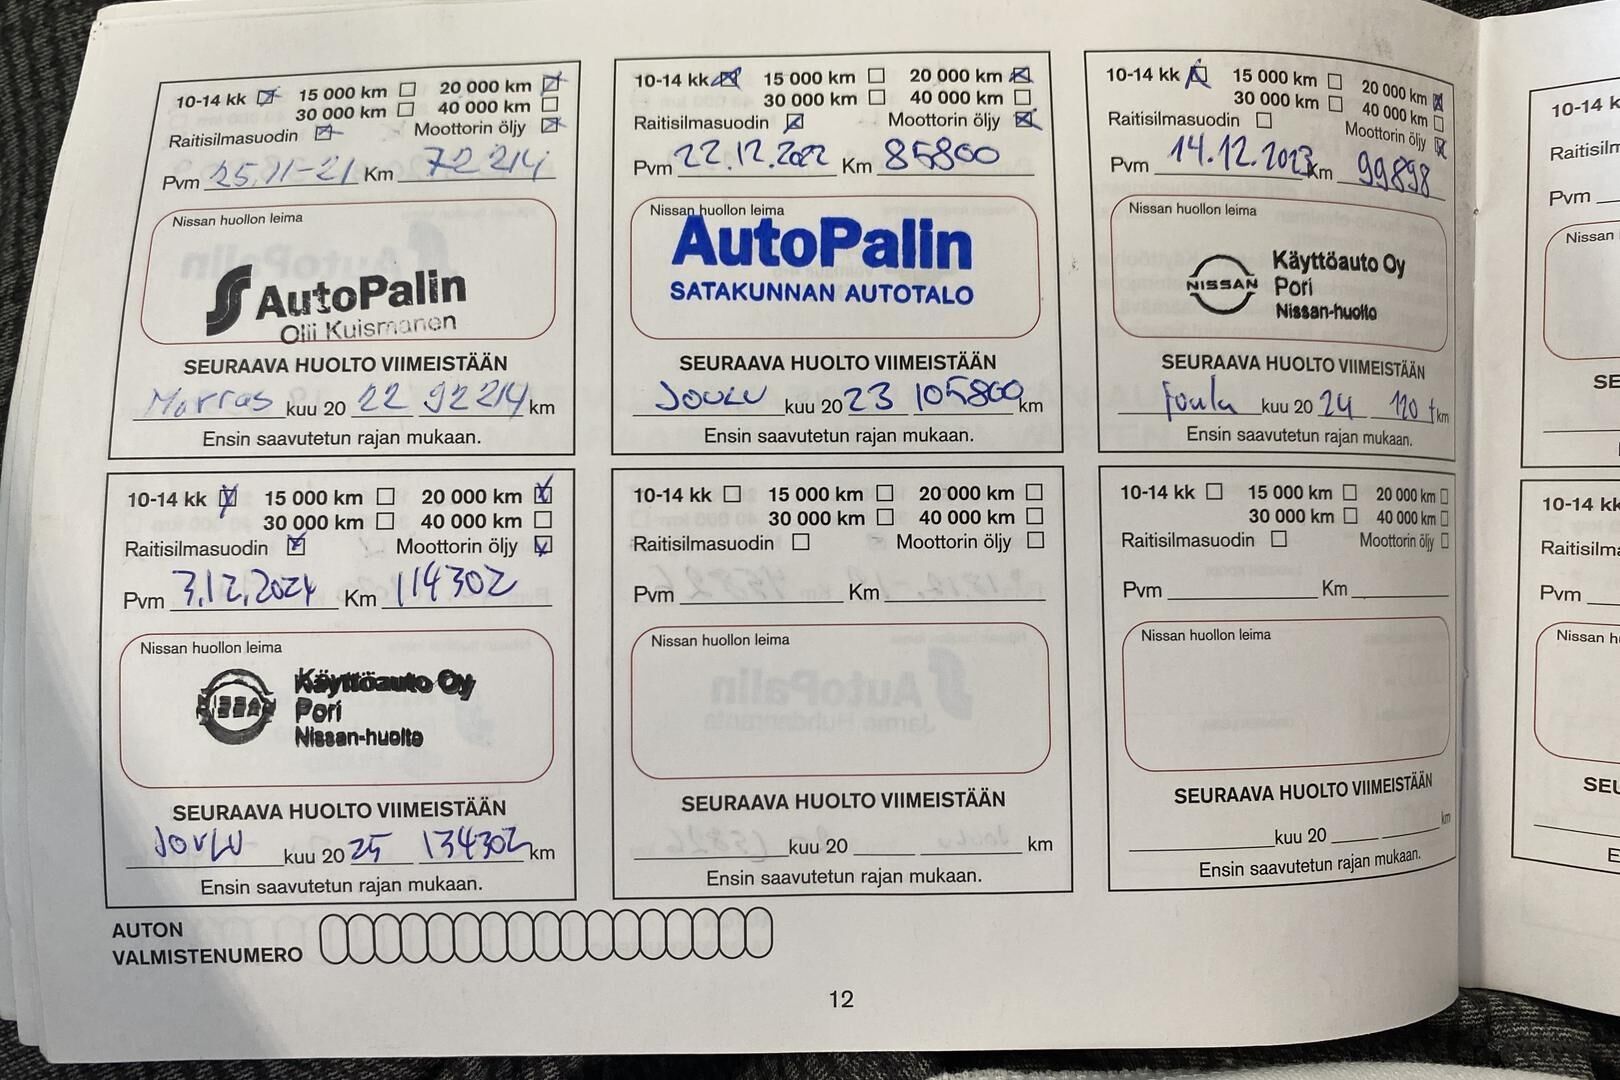 10-14 kk 15 000 km 20 000 km
30 000 km 40 000 km
Raitisilmasuodin Moottorin öljy
Pvm 25.11-21 Km 72 214
Nissan huollon leima
AutoPalin
Olli Kuismanen
SEURAAVA HUOLTO VIIMEISTÄÄN
Marras kuu 20 22 92214 km
Ensin saavutetun rajan mukaan.
10-14 kk 15 000 km 20 000 km
30 000 km 40 000 km
Raitisilmasuodin Moottorin öljy
Pvm 22.12.2022 Km 85800
Nissan huollon leima
AutoPalin
SATAKUNNAN AUTOTALO
SEURAAVA HUOLTO VIIMEISTÄÄN
JOULU kuu 20 23 105800 km
Ensin saavutetun rajan mukaan.
10-14 kk 15 000 km 20 000 km
30 000 km 40 000 km
Raitisilmasuodin Moottorin öljy
Pvm 14.12.2023 Km 99898
Nissan huollon leima
NISSAN
Käyttöauto Oy
Pori
Nissan-huolto
SEURAAVA HUOLTO VIIMEISTÄÄN
Joulu kuu 20 24 120 t km
Ensin saavutetun rajan mukaan.
10-14 kk 15 000 km 20 000 km
30 000 km 40 000 km
Raitisilmasuodin Moottorin öljy
Pvm 3.12.2024 Km 114302
Nissan huollon leima
NISSAN
Käyttöauto Oy
Pori
Nissan-huolto
SEURAAVA HUOLTO VIIMEISTÄÄN
JOULU kuu 20 25 134302 km
Ensin saavutetun rajan mukaan.
10-14 kk 15 000 km 20 000 km
30 000 km 40 000 km
Raitisilmasuodin Moottorin öljy
Pvm Km
Nissan huollon leima
SEURAAVA HUOLTO VIIMEISTÄÄN
kuu 20 km
Ensin saavutetun rajan mukaan.
10-14 kk 15 000 km 20 000 km
30 000 km 40 000 km
Raitisilmasuodin Moottorin öljy
Pvm Km
Nissan huollon leima
SEURAAVA HUOLTO VIIMEISTÄÄN
kuu 20 km
Ensin saavutetun rajan mukaan.
AUTON
VALMISTENUMERO
12
10-14 k
Raitisilm
Pvm
Nissan
SE
10-14 kk
Raitisilma
Pvm
Nissan h
SEU
E